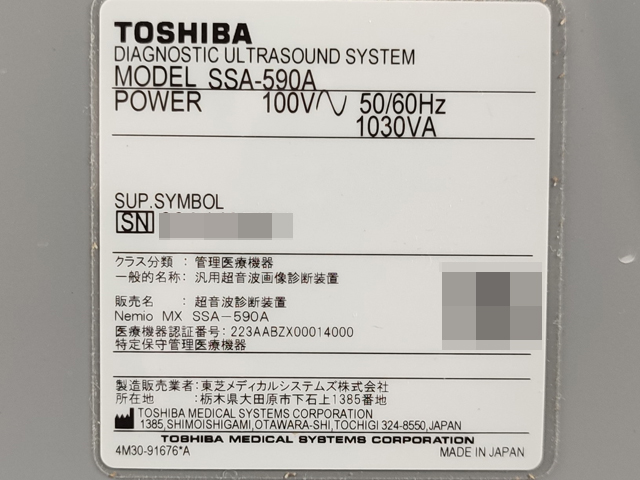 TOSHIBA
DIAGNOSTIC ULTRASOUND SYSTEM
MODEL SSA-590A
POWER 100V∿ 50/60Hz
1030VA
SUP.SYMBOL
SN
クラス分類 : 管理医療機器
一般的名称: 汎用超音波画像診断装置
販売名 : 超音波診断装置
Nemio MX SSA-590A
医療機器認証番号: 223AABZX00014000
特定保守管理医療機器
製造販売業者:東芝メディカルシステムズ株式会社
所在地 :栃木県大田原市下石上1385番地
TOSHIBA MEDICAL SYSTEMS CORPORATION
1385,SHIMOISHIGAMI,OTAWARA-SHI,TOCHIGI 324-8550,JAPAN
TOSHIBA MEDICAL SYSTEMS CORPORATION
4M30-91676*A MADE IN JAPAN